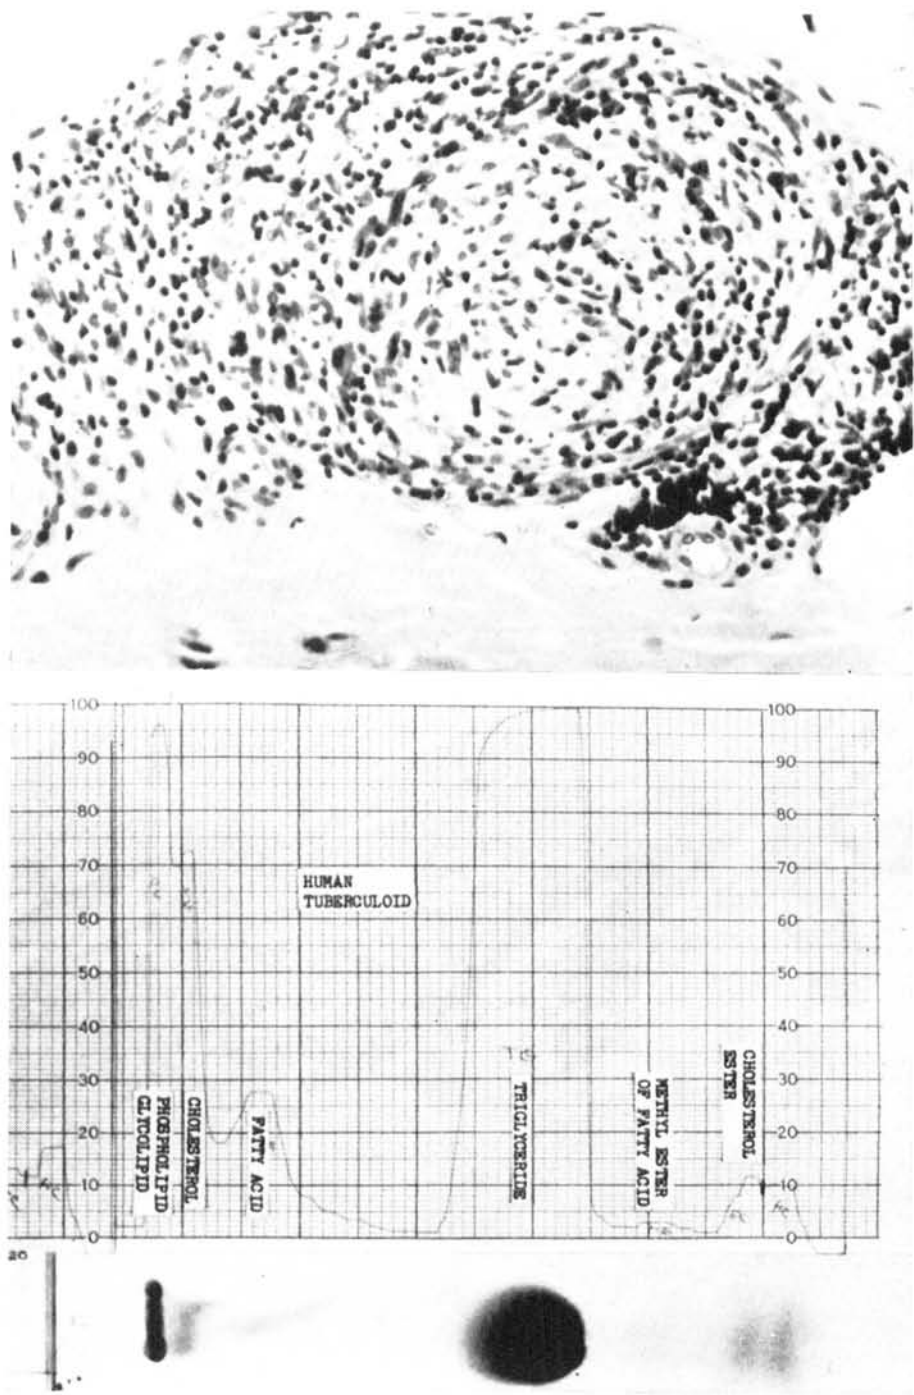 100
90
80
70
60
50
40
30
20
10
0
HUMAN
TUBERCULOID
PHOSPHOLIPID
GLYCOLIPID
CHOLESTEROL
FATTY ACID
TG
TRIGLYCERIDE
METHYL ESTER
OF FATTY ACID
CHOLESTEROL
ESTER
100
90
80
70
60
50
40
30
20
10
0
20